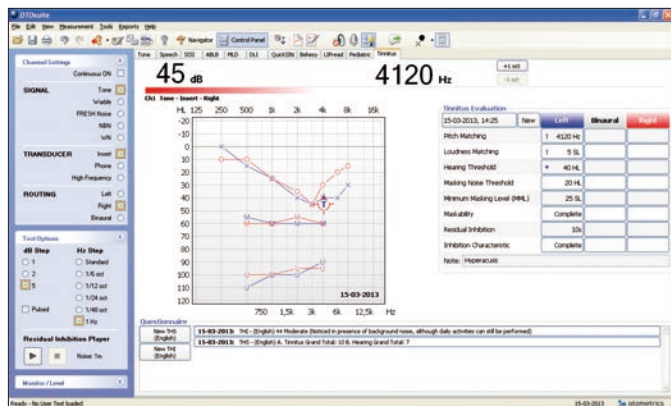 OTOsuite
File Edit View Measurement Tools Reports Help
Navigator Control Panel
Tone Speech SISI ABLB MLD DLI QuickSIN Bekesy LiPread Pediatric Tinnitus
Channel Settings
Continuous ON
SIGNAL Tone
Warble
FRESH Noise
NBN
WN
TRANSDUCER Insert
Phone
High Frequency
ROUTING Left
Right
Binaural
Test Options
dB Step Hz Step
1 Standard
2 1/6 oct
5 1/12 oct
1/24 oct
Pulsed 1/48 oct
1 Hz
Residual Inhibition Player
Noise: 1m
Monitor / Level
45 dB 4120 Hz
+1 oct
-1 oct
Ch1 Tone - Insert - Right
HL 125 250 500 1k 2k 4k 8k 16k
-20
-10
0
10
20
30
40
50
60
70
80
90
100
110
120
T
15-03-2013
750 1,5k 3k 6k 12,5k Hz
Tinnitus Evaluation
15-03-2013, 14:25 New Left Binaural Right
Pitch Matching T 4120 Hz
Loudness Matching T 5 SL
Hearing Threshold * 40 HL
Masking Noise Threshold 20 HL
Minimum Masking Level (MML) 25 SL
Maskability Complete
Residual Inhibition 10s
Inhibition Characteristic Complete
Note: Hyperacusis
Questionnaire
New THS (English) 15-03-2013: THI - (English) 44 Moderate (Noticed in presence of background noise, although daily activities can still be performed)
New THI (English) 15-03-2013: THS - (English) A. Tinnitus Grand Total: 10 B. Hearing Grand Total: 7
Ready - No User Test loaded 15-03-2013 otometrics